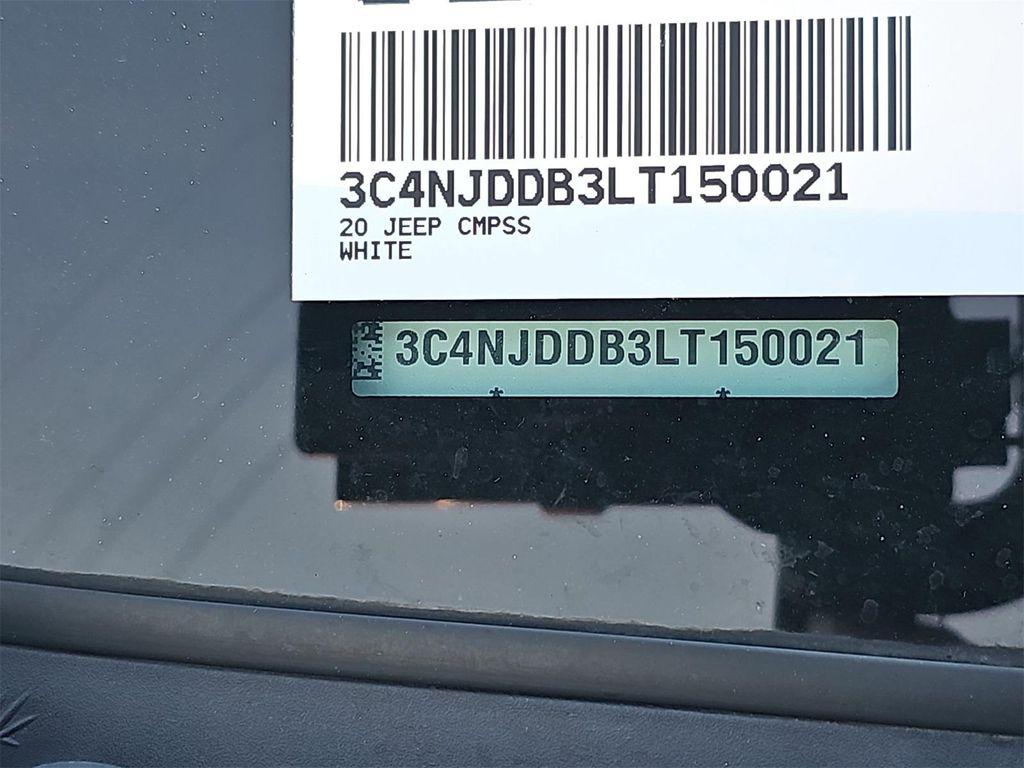 3C4NJDDB3LT150021
20 JEEP CMPSS
WHITE
3C4NJDDB3LT150021
* *